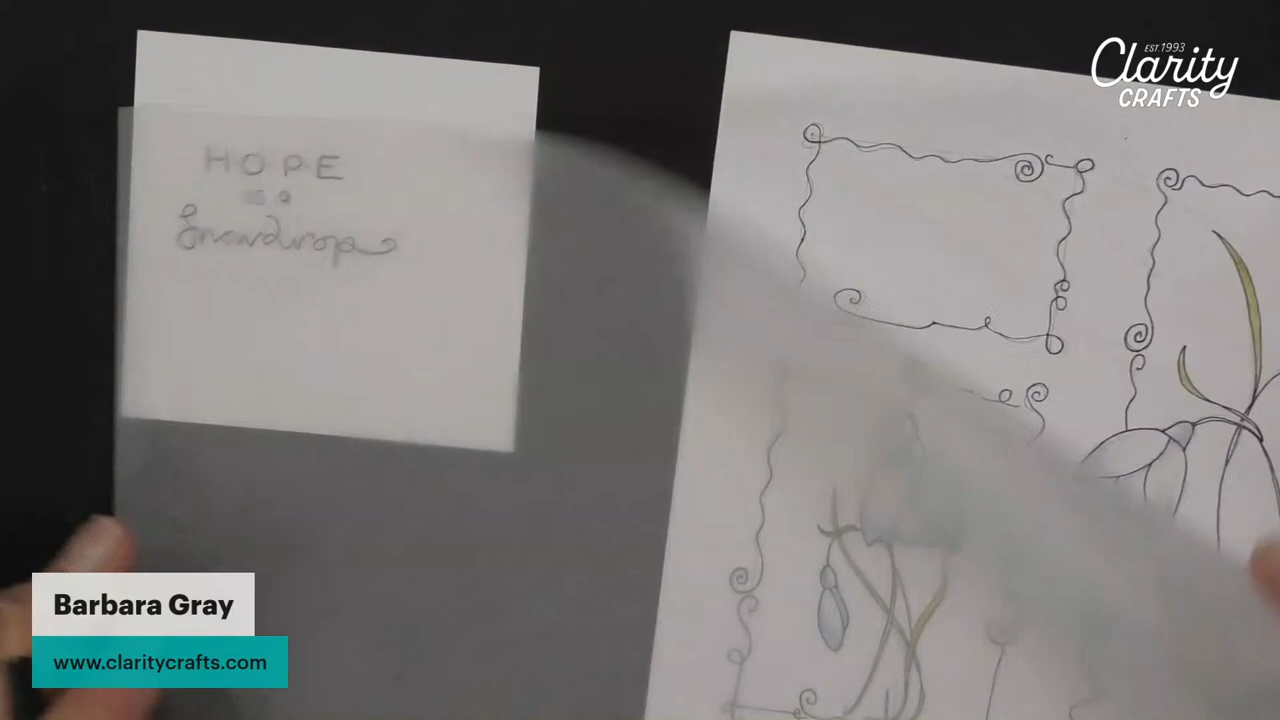 HOPE
is a
Snowdrop
EST. 1993
Clarity
CRAFTS
Barbara Gray
www.claritycrafts.com